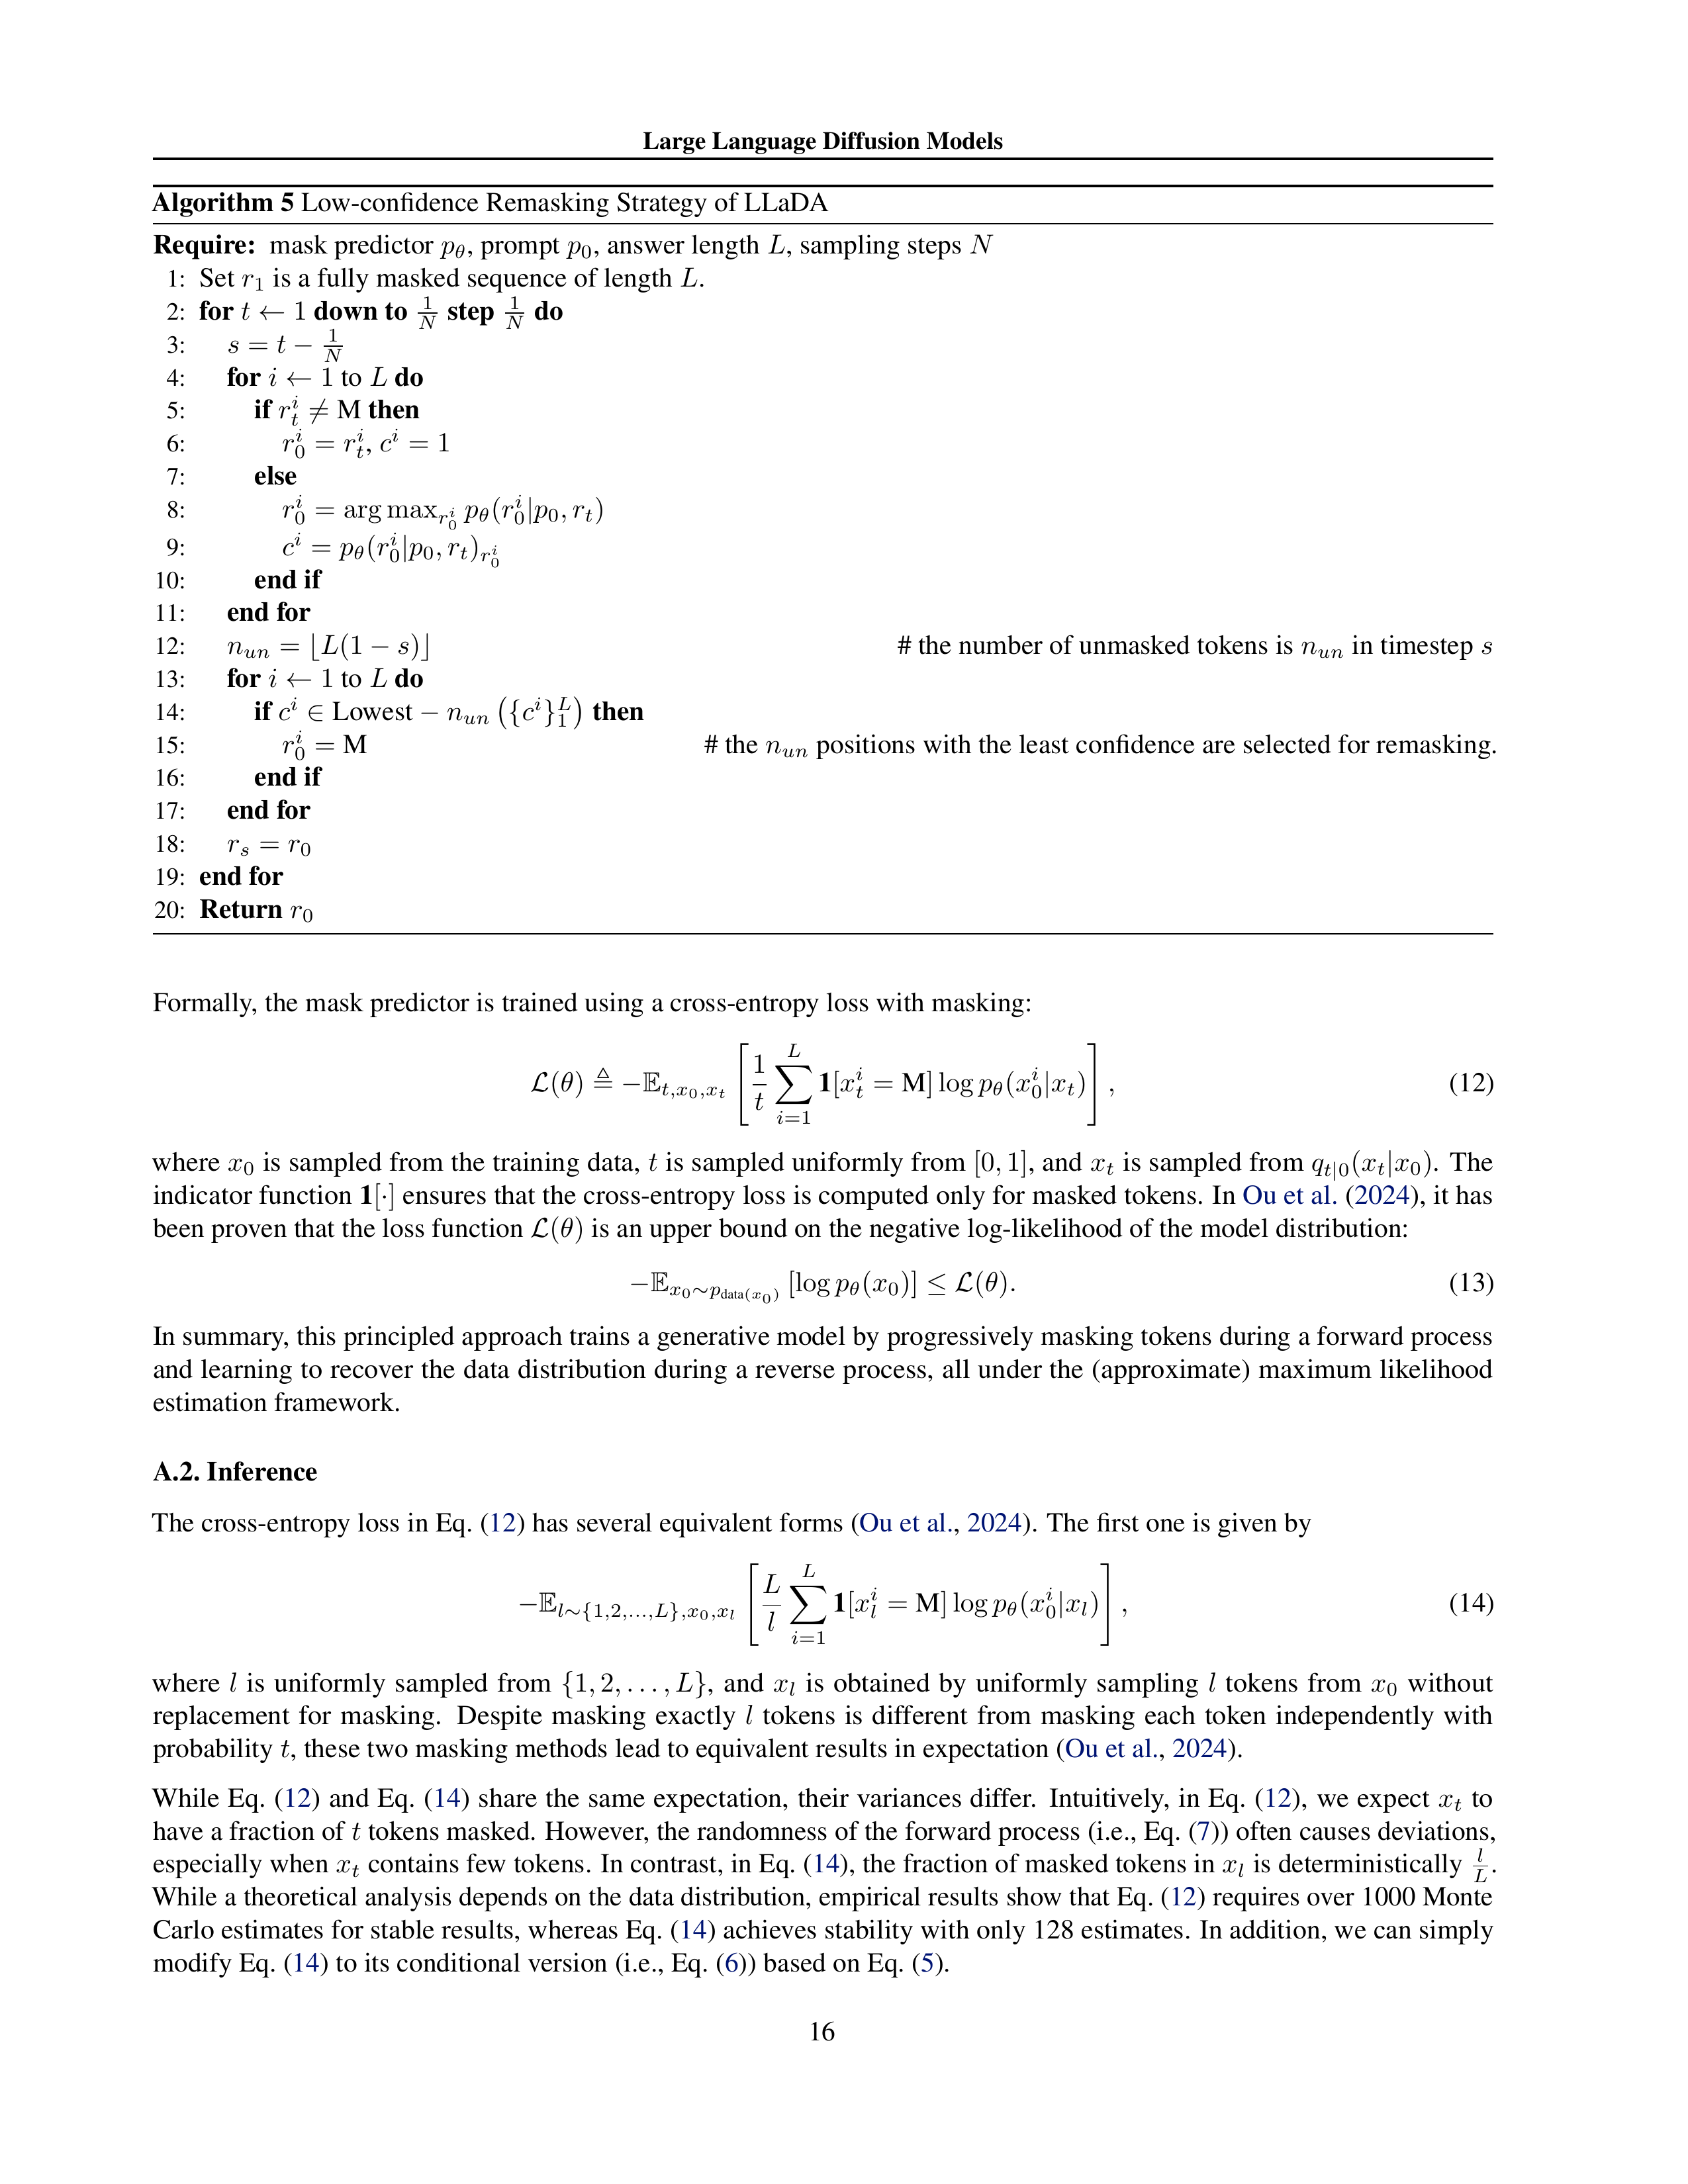 Large Language Diffusion Models
Algorithm 5 Low-confidence Remasking Strategy of LLaDA
Require: mask predictor $p_\theta$, prompt $p_0$, answer length $L$, sampling steps $N$
1: Set $r_1$ is a fully masked sequence of length $L$.
2: for $t \leftarrow 1$ down to $\frac{1}{N}$ step $\frac{1}{N}$ do
3: $s = t - \frac{1}{N}$
4: for $i \leftarrow 1$ to $L$ do
5: if $r_t^i \neq$ M then
6: $r_0^i = r_t^i$, $c^i = 1$
7: else
8: $r_0^i = \arg\max_{r_0^i} p_\theta(r_0^i|p_0, r_t)$
9: $c^i = p_\theta(r_0^i|p_0, r_t)_{r_0^i}$
10: end if
11: end for
12: $n_{un} = \lfloor L(1 - s) \rfloor$ # the number of unmasked tokens is $n_{un}$ in timestep $s$
13: for $i \leftarrow 1$ to $L$ do
14: if $c^i \in$ Lowest $- n_{un} \left(\{c^i\}_1^L\right)$ then
15: $r_0^i =$ M # the $n_{un}$ positions with the least confidence are selected for remasking.
16: end if
17: end for
18: $r_s = r_0$
19: end for
20: Return $r_0$
Formally, the mask predictor is trained using a cross-entropy loss with masking:
$\mathcal{L}(\theta) \triangleq -\mathbb{E}_{t,x_0,x_t} \left[ \frac{1}{t} \sum_{i=1}^{L} \mathbf{1}[x_t^i = \text{M}] \log p_\theta(x_0^i|x_t) \right],$ (12)
where $x_0$ is sampled from the training data, $t$ is sampled uniformly from $[0, 1]$, and $x_t$ is sampled from $q_{t|0}(x_t|x_0)$. The
indicator function $\mathbf{1}[\cdot]$ ensures that the cross-entropy loss is computed only for masked tokens. In Ou et al. (2024), it has
been proven that the loss function $\mathcal{L}(\theta)$ is an upper bound on the negative log-likelihood of the model distribution:
$-\mathbb{E}_{x_0 \sim p_{\text{data}(x_0)}} [\log p_\theta(x_0)] \leq \mathcal{L}(\theta).$ (13)
In summary, this principled approach trains a generative model by progressively masking tokens during a forward process
and learning to recover the data distribution during a reverse process, all under the (approximate) maximum likelihood
estimation framework.
A.2. Inference
The cross-entropy loss in Eq. (12) has several equivalent forms (Ou et al., 2024). The first one is given by
$-\mathbb{E}_{l \sim \{1,2,\ldots,L\},x_0,x_l} \left[ \frac{L}{l} \sum_{i=1}^{L} \mathbf{1}[x_l^i = \text{M}] \log p_\theta(x_0^i|x_l) \right],$ (14)
where $l$ is uniformly sampled from $\{1, 2, \ldots, L\}$, and $x_l$ is obtained by uniformly sampling $l$ tokens from $x_0$ without
replacement for masking. Despite masking exactly $l$ tokens is different from masking each token independently with
probability $t$, these two masking methods lead to equivalent results in expectation (Ou et al., 2024).
While Eq. (12) and Eq. (14) share the same expectation, their variances differ. Intuitively, in Eq. (12), we expect $x_t$ to
have a fraction of $t$ tokens masked. However, the randomness of the forward process (i.e., Eq. (7)) often causes deviations,
especially when $x_t$ contains few tokens. In contrast, in Eq. (14), the fraction of masked tokens in $x_l$ is deterministically $\frac{l}{L}$.
While a theoretical analysis depends on the data distribution, empirical results show that Eq. (12) requires over 1000 Monte
Carlo estimates for stable results, whereas Eq. (14) achieves stability with only 128 estimates. In addition, we can simply
modify Eq. (14) to its conditional version (i.e., Eq. (6)) based on Eq. (5).
16